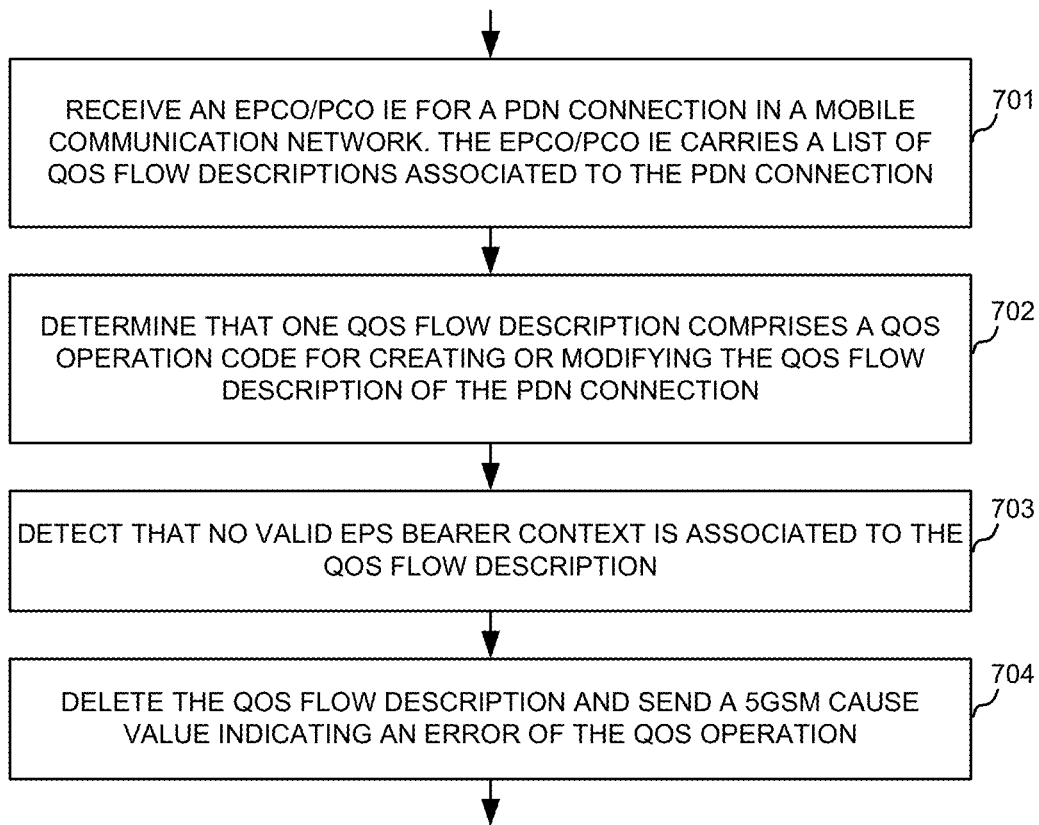 RECEIVE AN EPCO/PCO IE FOR A PDN CONNECTION IN A MOBILE
COMMUNICATION NETWORK. THE EPCO/PCO IE CARRIES A LIST OF
QOS FLOW DESCRIPTIONS ASSOCIATED TO THE PDN CONNECTION
701
DETERMINE THAT ONE QOS FLOW DESCRIPTION COMPRISES A QOS
OPERATION CODE FOR CREATING OR MODIFYING THE QOS FLOW
DESCRIPTION OF THE PDN CONNECTION
702
DETECT THAT NO VALID EPS BEARER CONTEXT IS ASSOCIATED TO THE
QOS FLOW DESCRIPTION
703
DELETE THE QOS FLOW DESCRIPTION AND SEND A 5GSM CAUSE
VALUE INDICATING AN ERROR OF THE QOS OPERATION
704